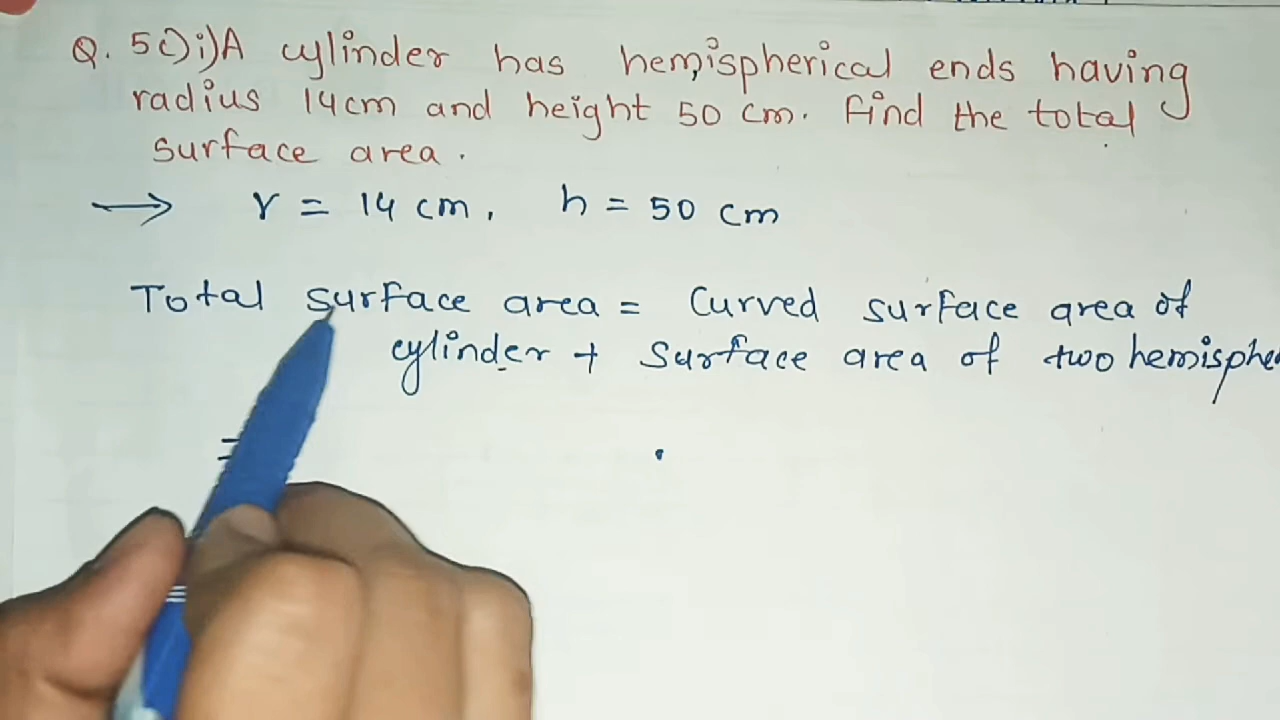 Q. 5c)i) A cylinder has hemispherical ends having
radius 14cm and height 50 cm. Find the total
surface area.
→ r = 14 cm, h = 50 cm
Total surface area = Curved surface area of
cylinder + surface area of two hemisphe
=